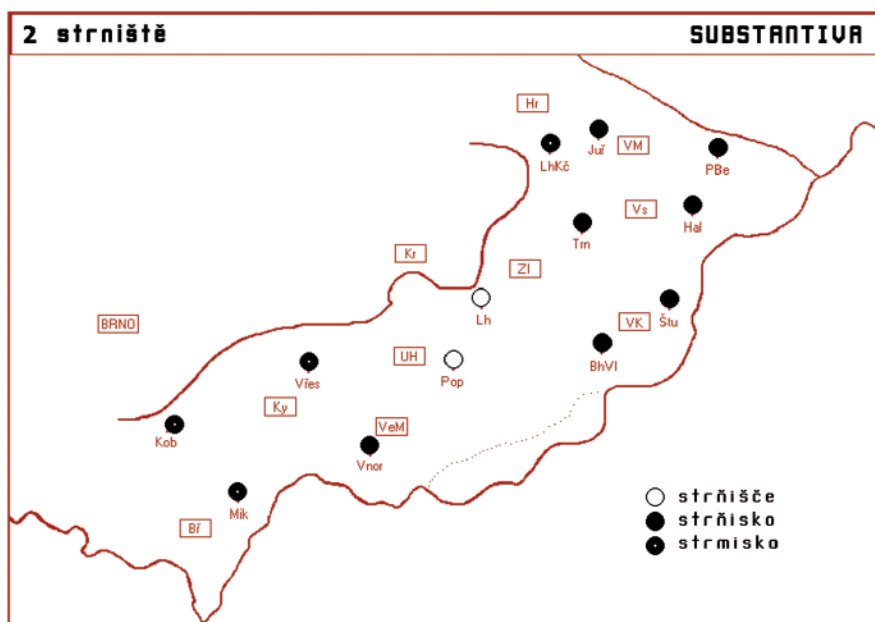 2 strniště SUBSTANTIVA
Hr
Juř
VM
LhKč
PBe
Vs
Hal
Trn
Kr
Zl
BRNO
Lh
VK
Štu
UH
BhVl
Vřes
Pop
Ky
VeM
Kob
Vnor
Mik
Bř
strňišče
strňisko
strmisko